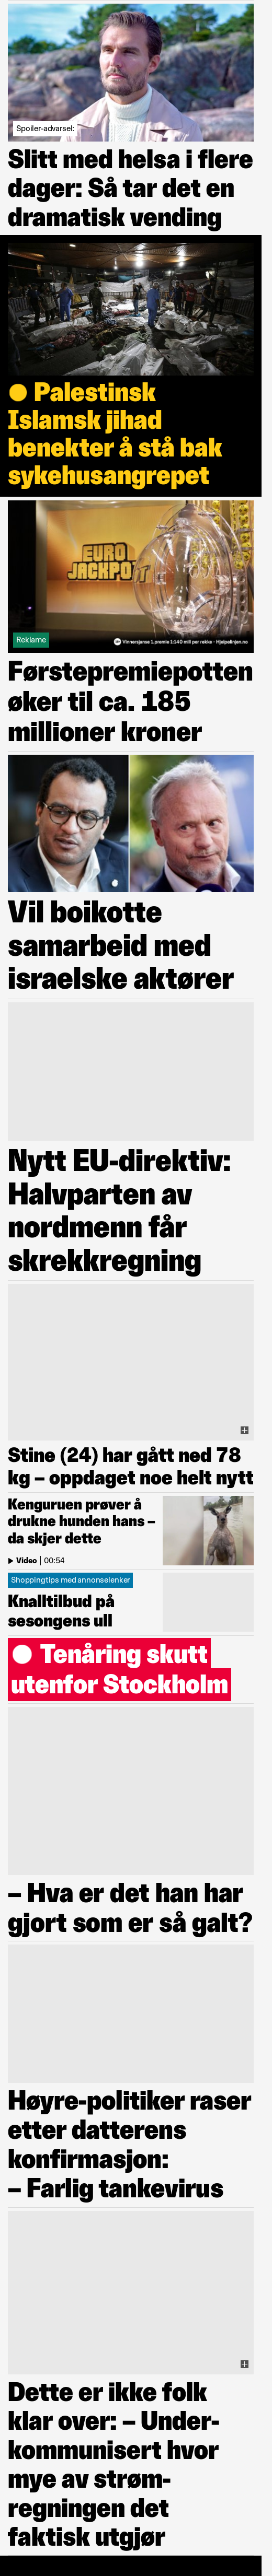 Spoiler-advarsel:
Slitt med helsa i flere
dager: Så tar det en
dramatisk vending
Palestinsk
Islamsk jihad
benekter å stå bak
sykehusangrepet
EURO
JACKPOT
Reklame
Vinnersjanse 1.premie 1:140 mill per rekke - Hjelpelinjen.no
Førstepremiepotten
øker til ca. 185
millioner kroner
Vil boikotte
samarbeid med
israelske aktører
Nytt EU-direktiv:
Halvparten av
nordmenn får
skrekkregning
Stine (24) har gått ned 78
kg – oppdaget noe helt nytt
Kenguruen prøver å
drukne hunden hans –
da skjer dette
Video | 00:54
Shoppingtips med annonselenker
Knalltilbud på
sesongens ull
Tenåring skutt
utenfor Stockholm
– Hva er det han har
gjort som er så galt?
Høyre-politiker raser
etter datterens
konfirmasjon:
– Farlig tankevirus
Dette er ikke folk
klar over: – Under-
kommunisert hvor
mye av strøm-
regningen det
faktisk utgjør